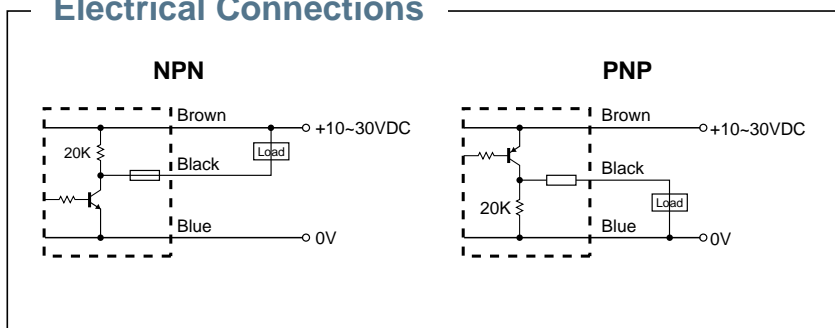 Electrical Connections
NPN
Brown
+10~30VDC
20K
Load
Black
Blue
0V
PNP
Brown
+10~30VDC
Black
20K
Load
Blue
0V